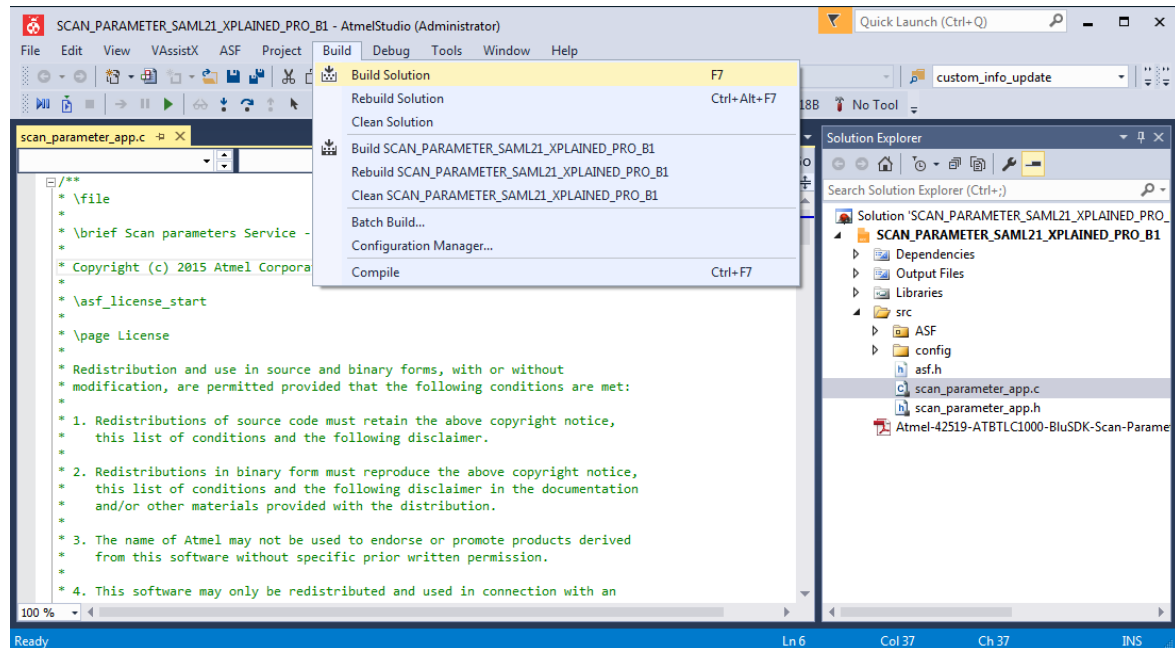 SCAN_PARAMETER_SAML21_XPLAINED_PRO_B1 - AtmelStudio (Administrator)
Quick Launch (Ctrl+Q)
File Edit View VAssistX ASF Project Build Debug Tools Window Help
custom_info_update
18B No Tool
Build Solution F7
Rebuild Solution Ctrl+Alt+F7
Clean Solution
Build SCAN_PARAMETER_SAML21_XPLAINED_PRO_B1
Rebuild SCAN_PARAMETER_SAML21_XPLAINED_PRO_B1
Clean SCAN_PARAMETER_SAML21_XPLAINED_PRO_B1
Batch Build...
Configuration Manager...
Compile Ctrl+F7
scan_parameter_app.c
/**
* \file
*
* \brief Scan parameters Service -
*
* Copyright (c) 2015 Atmel Corpora
*
* \asf_license_start
*
* \page License
*
* Redistribution and use in source and binary forms, with or without
* modification, are permitted provided that the following conditions are met:
*
* 1. Redistributions of source code must retain the above copyright notice,
* this list of conditions and the following disclaimer.
*
* 2. Redistributions in binary form must reproduce the above copyright notice,
* this list of conditions and the following disclaimer in the documentation
* and/or other materials provided with the distribution.
*
* 3. The name of Atmel may not be used to endorse or promote products derived
* from this software without specific prior written permission.
*
* 4. This software may only be redistributed and used in connection with an
100 %
Solution Explorer
Search Solution Explorer (Ctrl+;)
Solution 'SCAN_PARAMETER_SAML21_XPLAINED_PRO_
SCAN_PARAMETER_SAML21_XPLAINED_PRO_B1
Dependencies
Output Files
Libraries
src
ASF
config
asf.h
scan_parameter_app.c
scan_parameter_app.h
Atmel-42519-ATBTLC1000-BluSDK-Scan-Parame
Ready Ln 6 Col 37 Ch 37 INS